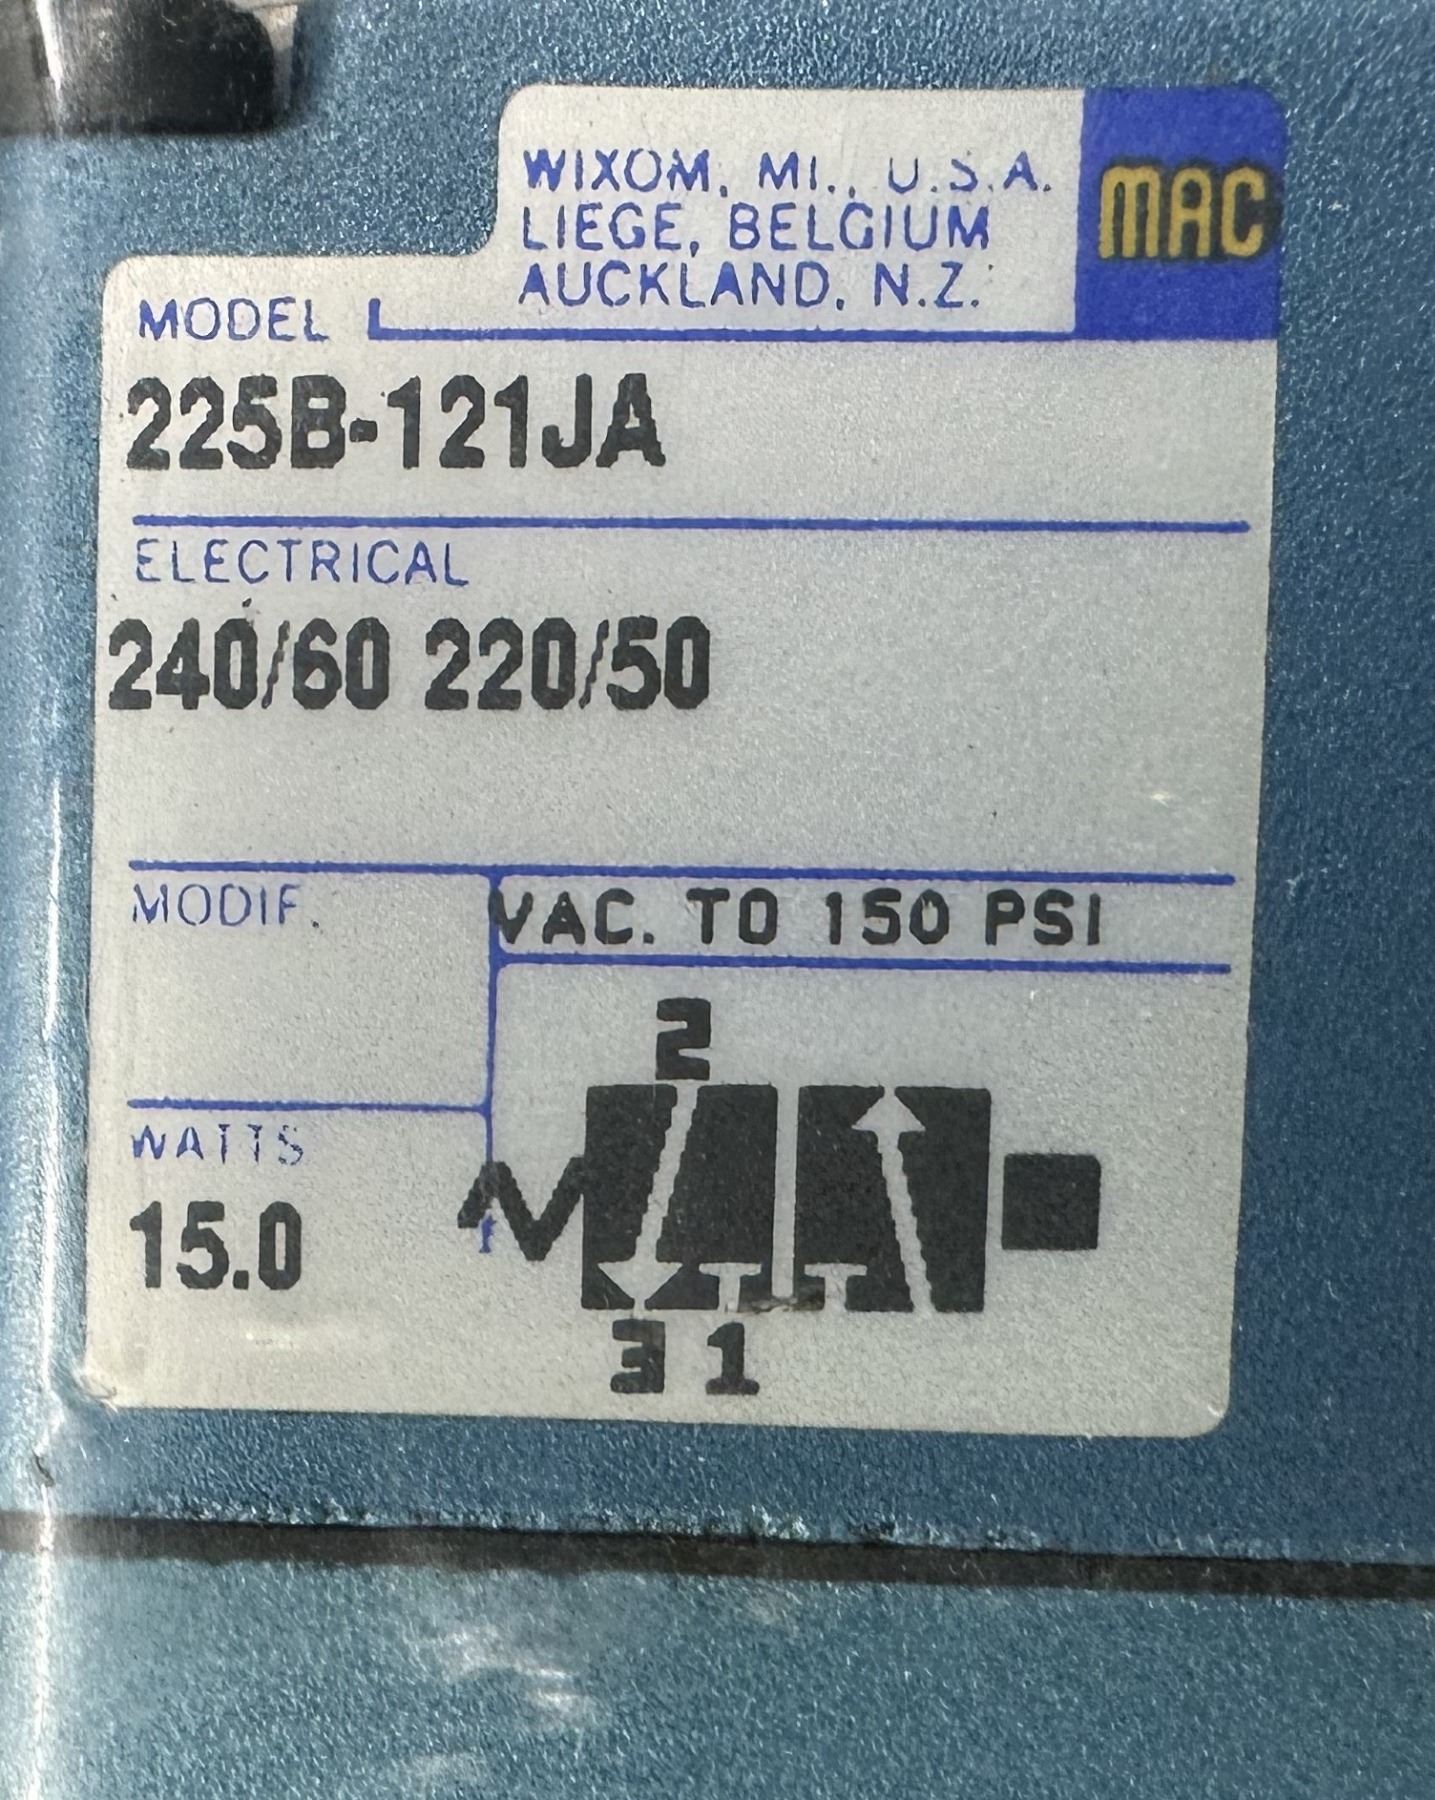 WIXOM, MI., U.S.A.
LIEGE, BELGIUM
AUCKLAND, N.Z.
MAC
MODEL
225B-121JA
ELECTRICAL
240/60 220/50
MODIF.
VAC. TO 150 PSI
2
WATTS
15.0
3 1